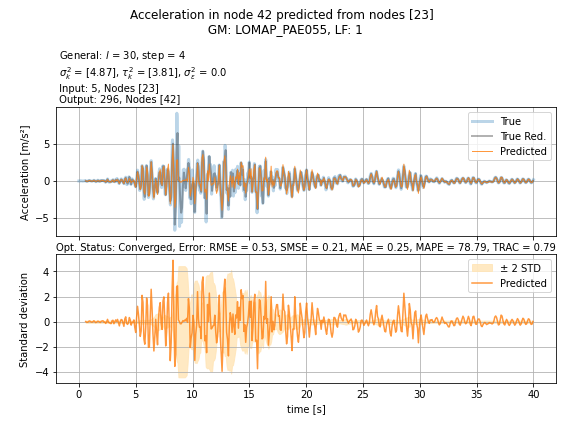 Acceleration in node 42 predicted from nodes [23]
GM: LOMAP_PAE055, LF: 1
General: l = 30, step = 4
σ²ₖ = [4.87], τ²ₖ = [3.81], σ²ε = 0.0
Input: 5, Nodes [23]
Output: 296, Nodes [42]
Acceleration [m/s²]
5
0
−5
True
True Red.
Predicted
Opt. Status: Converged, Error: RMSE = 0.53, SMSE = 0.21, MAE = 0.25, MAPE = 78.79, TRAC = 0.79
Standard deviation
4
2
0
−2
−4
± 2 STD
Predicted
0 5 10 15 20 25 30 35 40
time [s]